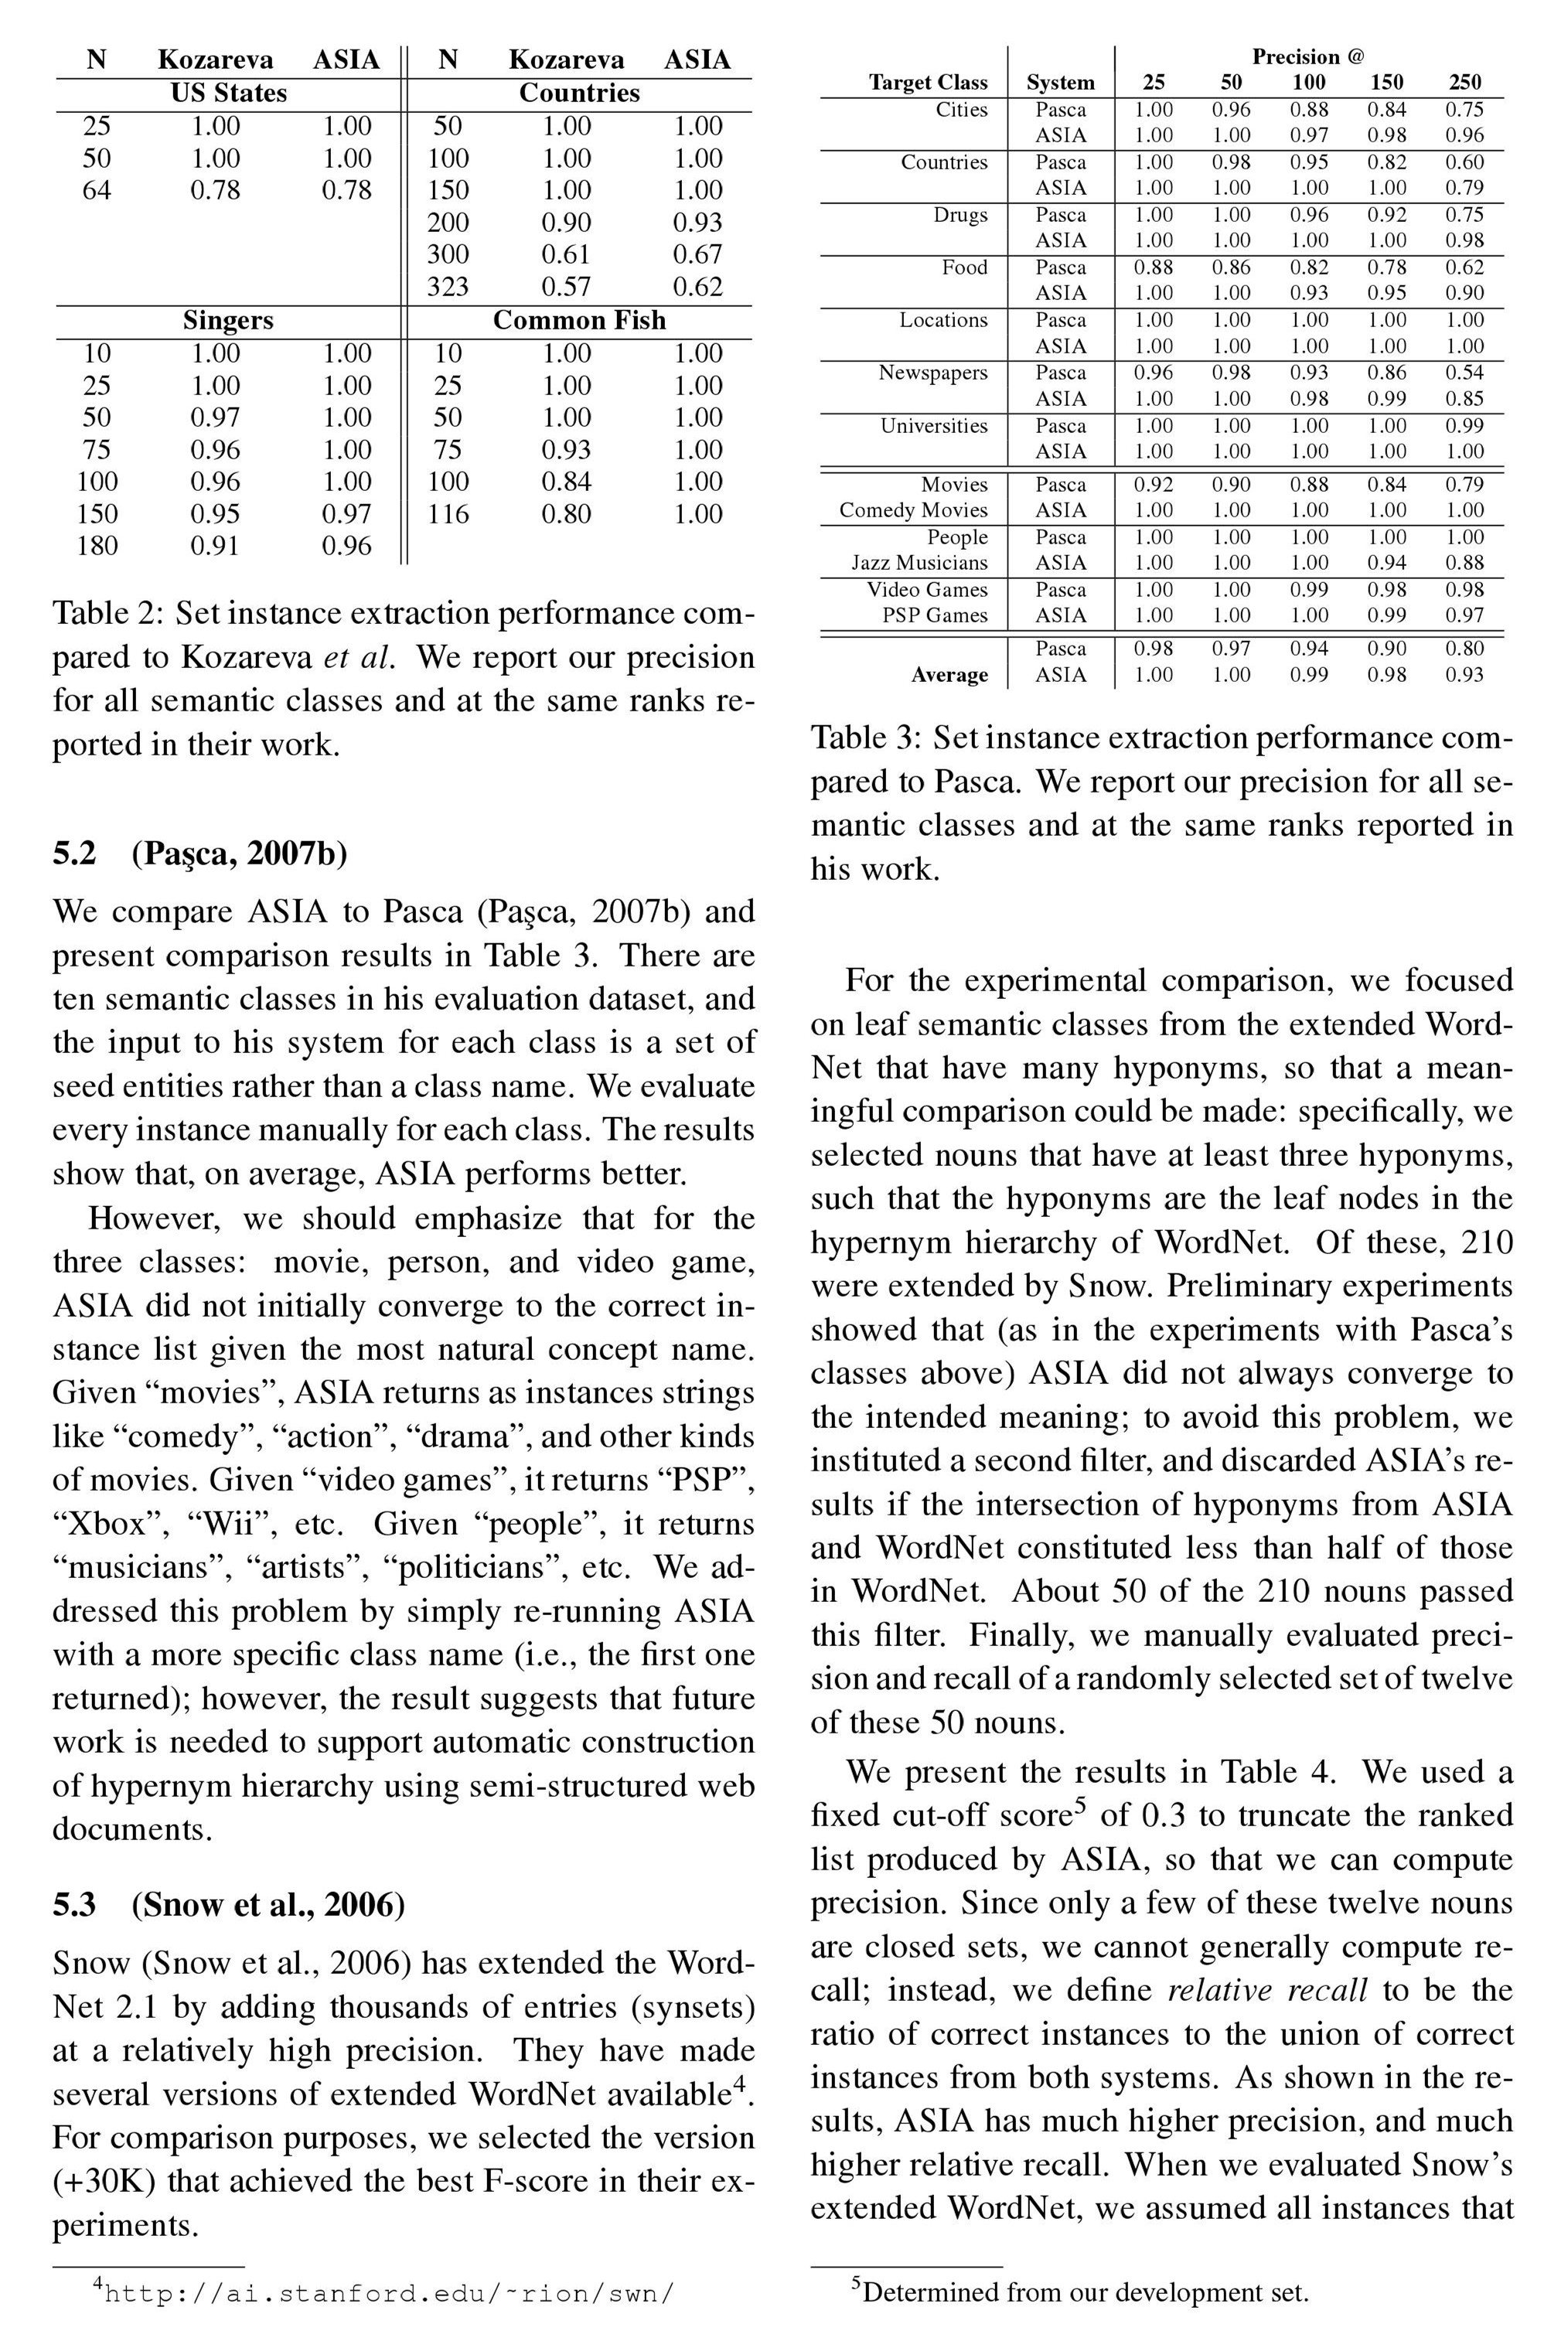 N Kozareva ASIA N Kozareva ASIA
US States Countries
25 1.00 1.00 50 1.00 1.00
50 1.00 1.00 100 1.00 1.00
64 0.78 0.78 150 1.00 1.00
200 0.90 0.93
300 0.61 0.67
323 0.57 0.62
Singers Common Fish
10 1.00 1.00 10 1.00 1.00
25 1.00 1.00 25 1.00 1.00
50 0.97 1.00 50 1.00 1.00
75 0.96 1.00 75 0.93 1.00
100 0.96 1.00 100 0.84 1.00
150 0.95 0.97 116 0.80 1.00
180 0.91 0.96
Table 2: Set instance extraction performance com-
pared to Kozareva et al. We report our precision
for all semantic classes and at the same ranks re-
ported in their work.
5.2 (Paşca, 2007b)
We compare ASIA to Pasca (Paşca, 2007b) and
present comparison results in Table 3. There are
ten semantic classes in his evaluation dataset, and
the input to his system for each class is a set of
seed entities rather than a class name. We evaluate
every instance manually for each class. The results
show that, on average, ASIA performs better.
However, we should emphasize that for the
three classes: movie, person, and video game,
ASIA did not initially converge to the correct in-
stance list given the most natural concept name.
Given “movies”, ASIA returns as instances strings
like “comedy”, “action”, “drama”, and other kinds
of movies. Given “video games”, it returns “PSP”,
“Xbox”, “Wii”, etc. Given “people”, it returns
“musicians”, “artists”, “politicians”, etc. We ad-
dressed this problem by simply re-running ASIA
with a more specific class name (i.e., the first one
returned); however, the result suggests that future
work is needed to support automatic construction
of hypernym hierarchy using semi-structured web
documents.
5.3 (Snow et al., 2006)
Snow (Snow et al., 2006) has extended the Word-
Net 2.1 by adding thousands of entries (synsets)
at a relatively high precision. They have made
several versions of extended WordNet available⁴.
For comparison purposes, we selected the version
(+30K) that achieved the best F-score in their ex-
periments.
⁴http://ai.stanford.edu/~rion/swn/
Precision @
Target Class System 25 50 100 150 250
Cities Pasca 1.00 0.96 0.88 0.84 0.75
ASIA 1.00 1.00 0.97 0.98 0.96
Countries Pasca 1.00 0.98 0.95 0.82 0.60
ASIA 1.00 1.00 1.00 1.00 0.79
Drugs Pasca 1.00 1.00 0.96 0.92 0.75
ASIA 1.00 1.00 1.00 1.00 0.98
Food Pasca 0.88 0.86 0.82 0.78 0.62
ASIA 1.00 1.00 0.93 0.95 0.90
Locations Pasca 1.00 1.00 1.00 1.00 1.00
ASIA 1.00 1.00 1.00 1.00 1.00
Newspapers Pasca 0.96 0.98 0.93 0.86 0.54
ASIA 1.00 1.00 0.98 0.99 0.85
Universities Pasca 1.00 1.00 1.00 1.00 0.99
ASIA 1.00 1.00 1.00 1.00 1.00
Movies Pasca 0.92 0.90 0.88 0.84 0.79
Comedy Movies ASIA 1.00 1.00 1.00 1.00 1.00
People Pasca 1.00 1.00 1.00 1.00 1.00
Jazz Musicians ASIA 1.00 1.00 1.00 0.94 0.88
Video Games Pasca 1.00 1.00 0.99 0.98 0.98
PSP Games ASIA 1.00 1.00 1.00 0.99 0.97
Pasca 0.98 0.97 0.94 0.90 0.80
Average ASIA 1.00 1.00 0.99 0.98 0.93
Table 3: Set instance extraction performance com-
pared to Pasca. We report our precision for all se-
mantic classes and at the same ranks reported in
his work.
For the experimental comparison, we focused
on leaf semantic classes from the extended Word-
Net that have many hyponyms, so that a mean-
ingful comparison could be made: specifically, we
selected nouns that have at least three hyponyms,
such that the hyponyms are the leaf nodes in the
hypernym hierarchy of WordNet. Of these, 210
were extended by Snow. Preliminary experiments
showed that (as in the experiments with Pasca’s
classes above) ASIA did not always converge to
the intended meaning; to avoid this problem, we
instituted a second filter, and discarded ASIA’s re-
sults if the intersection of hyponyms from ASIA
and WordNet constituted less than half of those
in WordNet. About 50 of the 210 nouns passed
this filter. Finally, we manually evaluated preci-
sion and recall of a randomly selected set of twelve
of these 50 nouns.
We present the results in Table 4. We used a
fixed cut-off score⁵ of 0.3 to truncate the ranked
list produced by ASIA, so that we can compute
precision. Since only a few of these twelve nouns
are closed sets, we cannot generally compute re-
call; instead, we define relative recall to be the
ratio of correct instances to the union of correct
instances from both systems. As shown in the re-
sults, ASIA has much higher precision, and much
higher relative recall. When we evaluated Snow’s
extended WordNet, we assumed all instances that
⁵Determined from our development set.